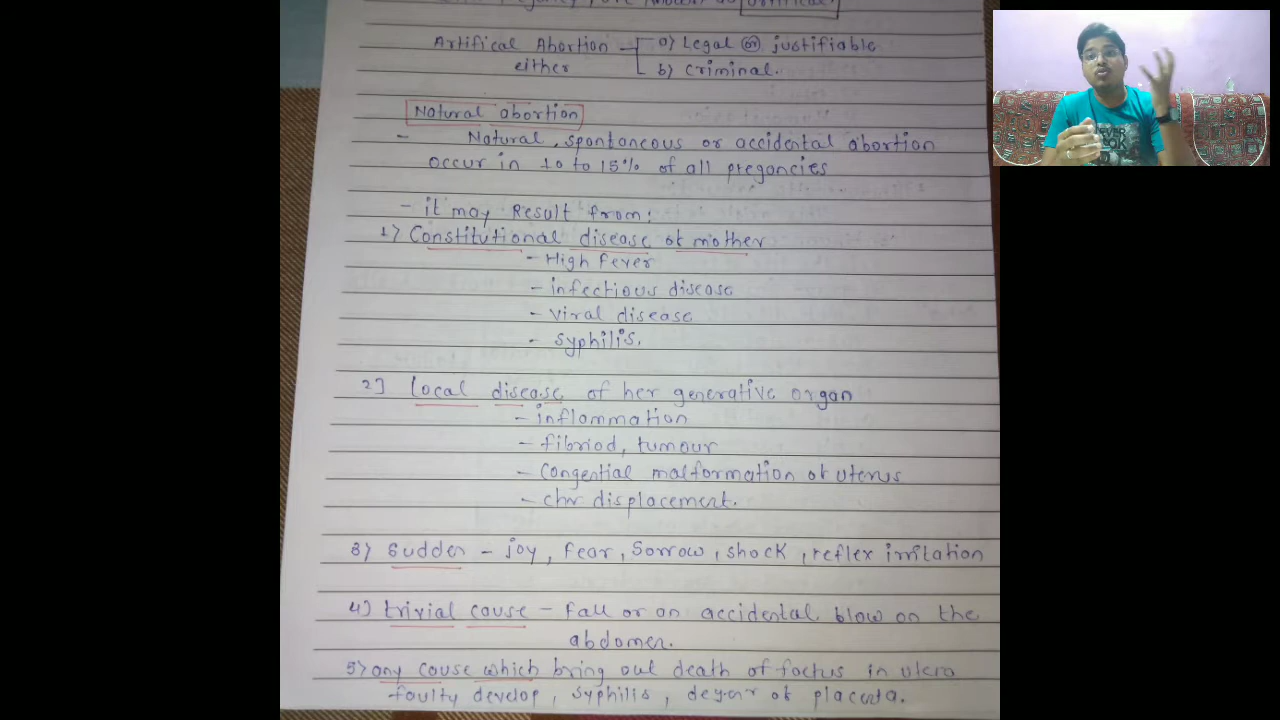 Artifical Abortion a) Legal or justifiable
either b) criminal.
Natural abortion
- Natural, spontaneous or accidental abortion
occur in 10 to 15% of all pregancies
- it may Result from:
1) Constitutional disease of mother
- High fever
- infectious disease
- viral disease
- syphilis.
2) Local disease of her generative organ
- inflammation
- fibriod, tumour
- Congential malformation of uterus
- chr displacement.
3) Sudden - joy, fear, sorrow, shock, reflex irritation
4) trivial cause - fall or an accidental blow on the
abdomen.
5) any cause which bring out death of foetus in utero
faulty develop, syphilis, degenr of placenta.
EVER